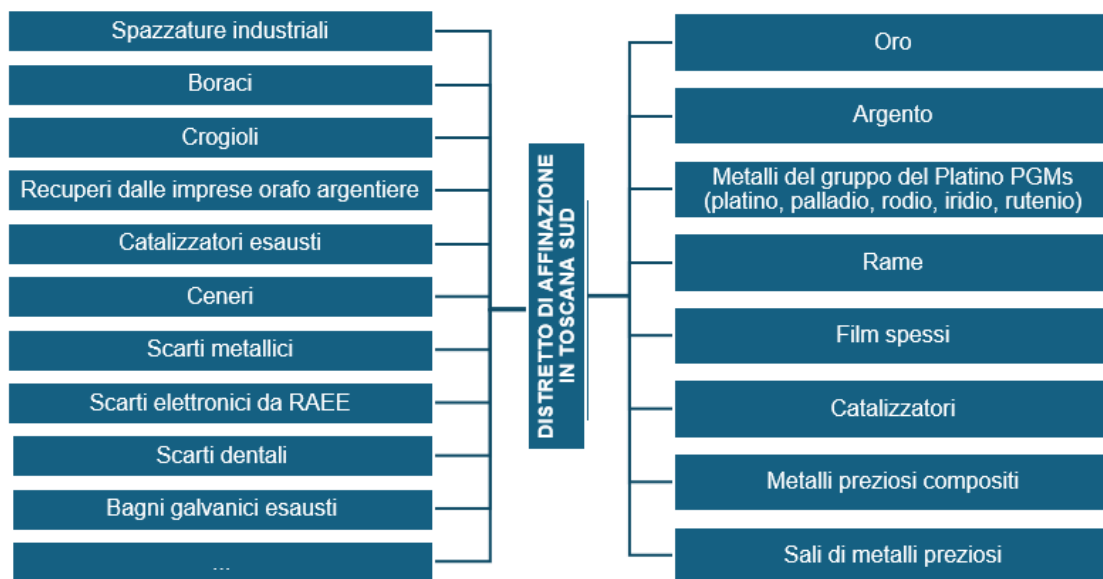 Spazzature industriali
Boraci
Crogioli
Recuperi dalle imprese orafo argentiere
Catalizzatori esausti
Ceneri
Scarti metallici
Scarti elettronici da RAEE
Scarti dentali
Bagni galvanici esausti
...
DISTRETTO DI AFFINAZIONE
IN TOSCANA SUD
Oro
Argento
Metalli del gruppo del Platino PGMs
(platino, palladio, rodio, iridio, rutenio)
Rame
Film spessi
Catalizzatori
Metalli preziosi compositi
Sali di metalli preziosi